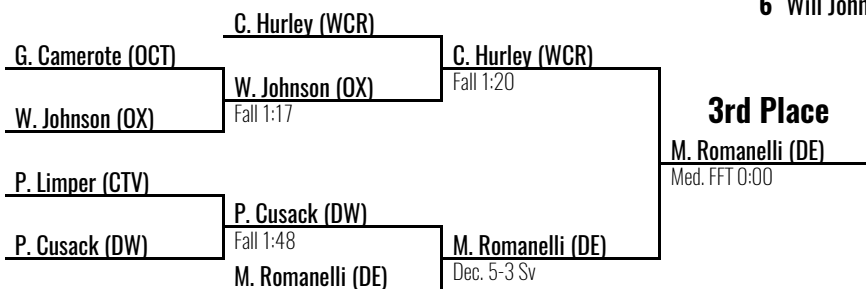 6 Will
C. Hurley (WCR)
G. Camerote (OCT)
C. Hurley (WCR)
W. Johnson (OX)
Fall 1:20
Fall 1:17
W. Johnson (OX)
3rd Place
M. Romanelli (DE)
Med. FFT 0:00
P. Limper (CTV)
P. Cusack (DW)
Fall 1:48
P. Cusack (DW)
M. Romanelli (DE)
Dec. 5-3 Sv
M. Romanelli (DE)